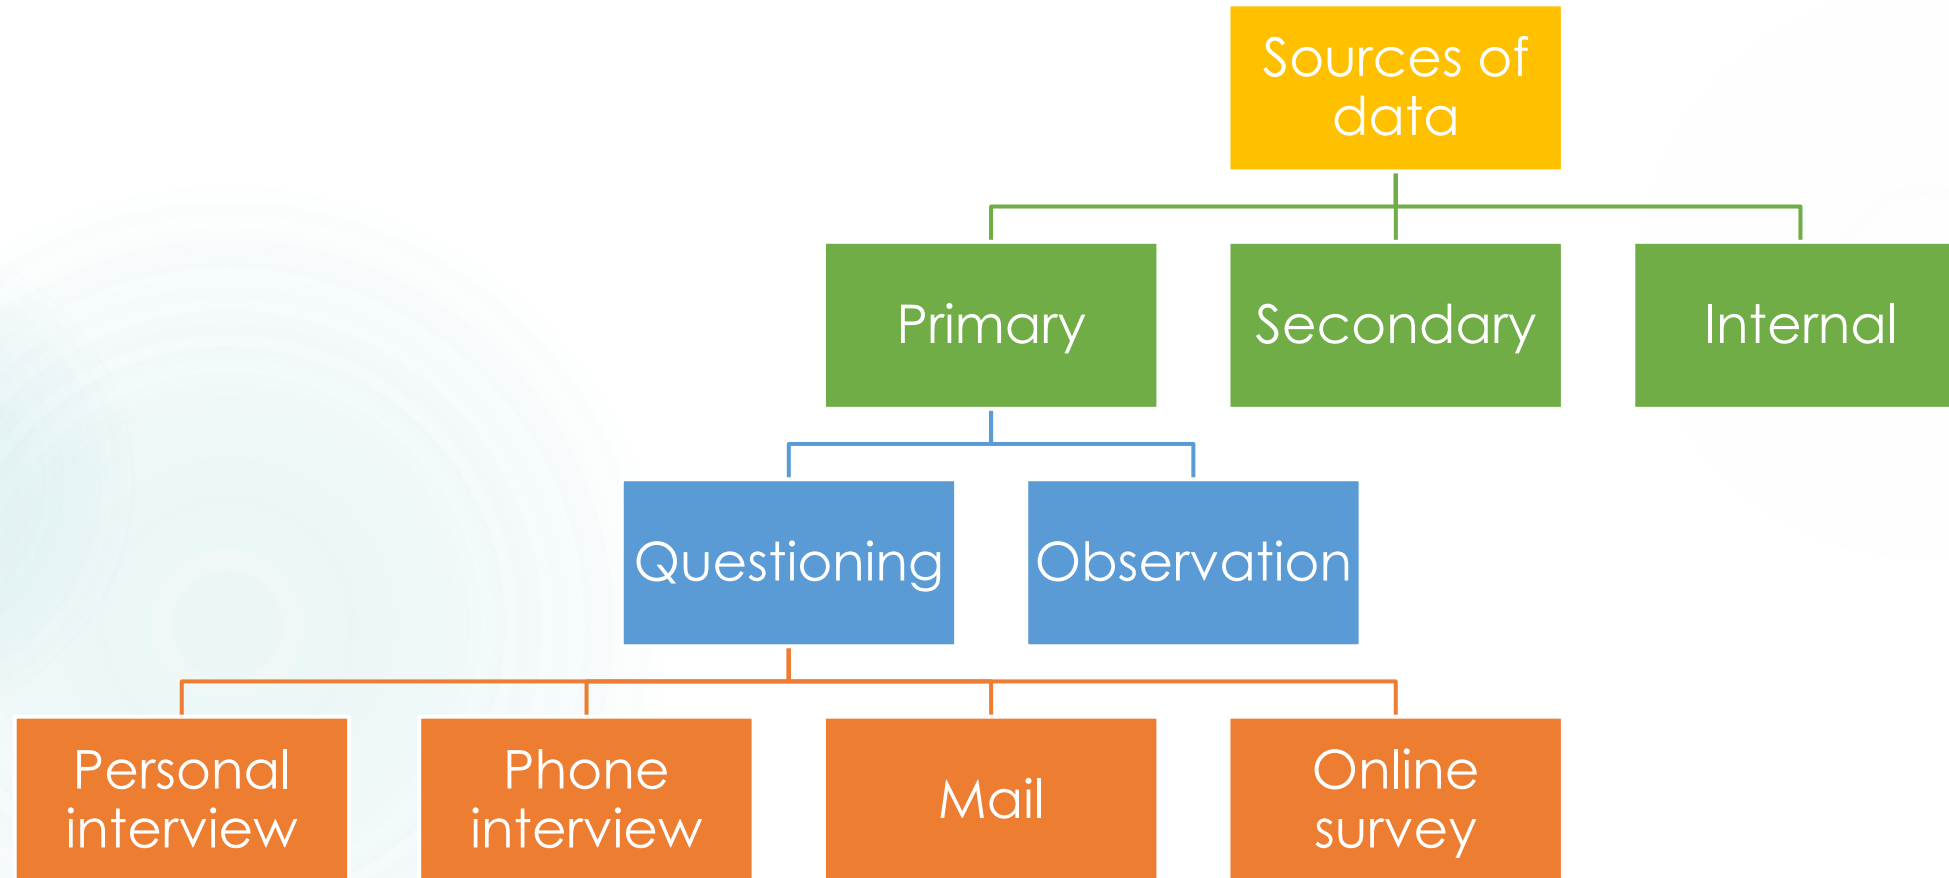 Sources of
data
Primary
Secondary
Internal
Questioning
Observation
Personal
interview
Phone
interview
Mail
Online
survey